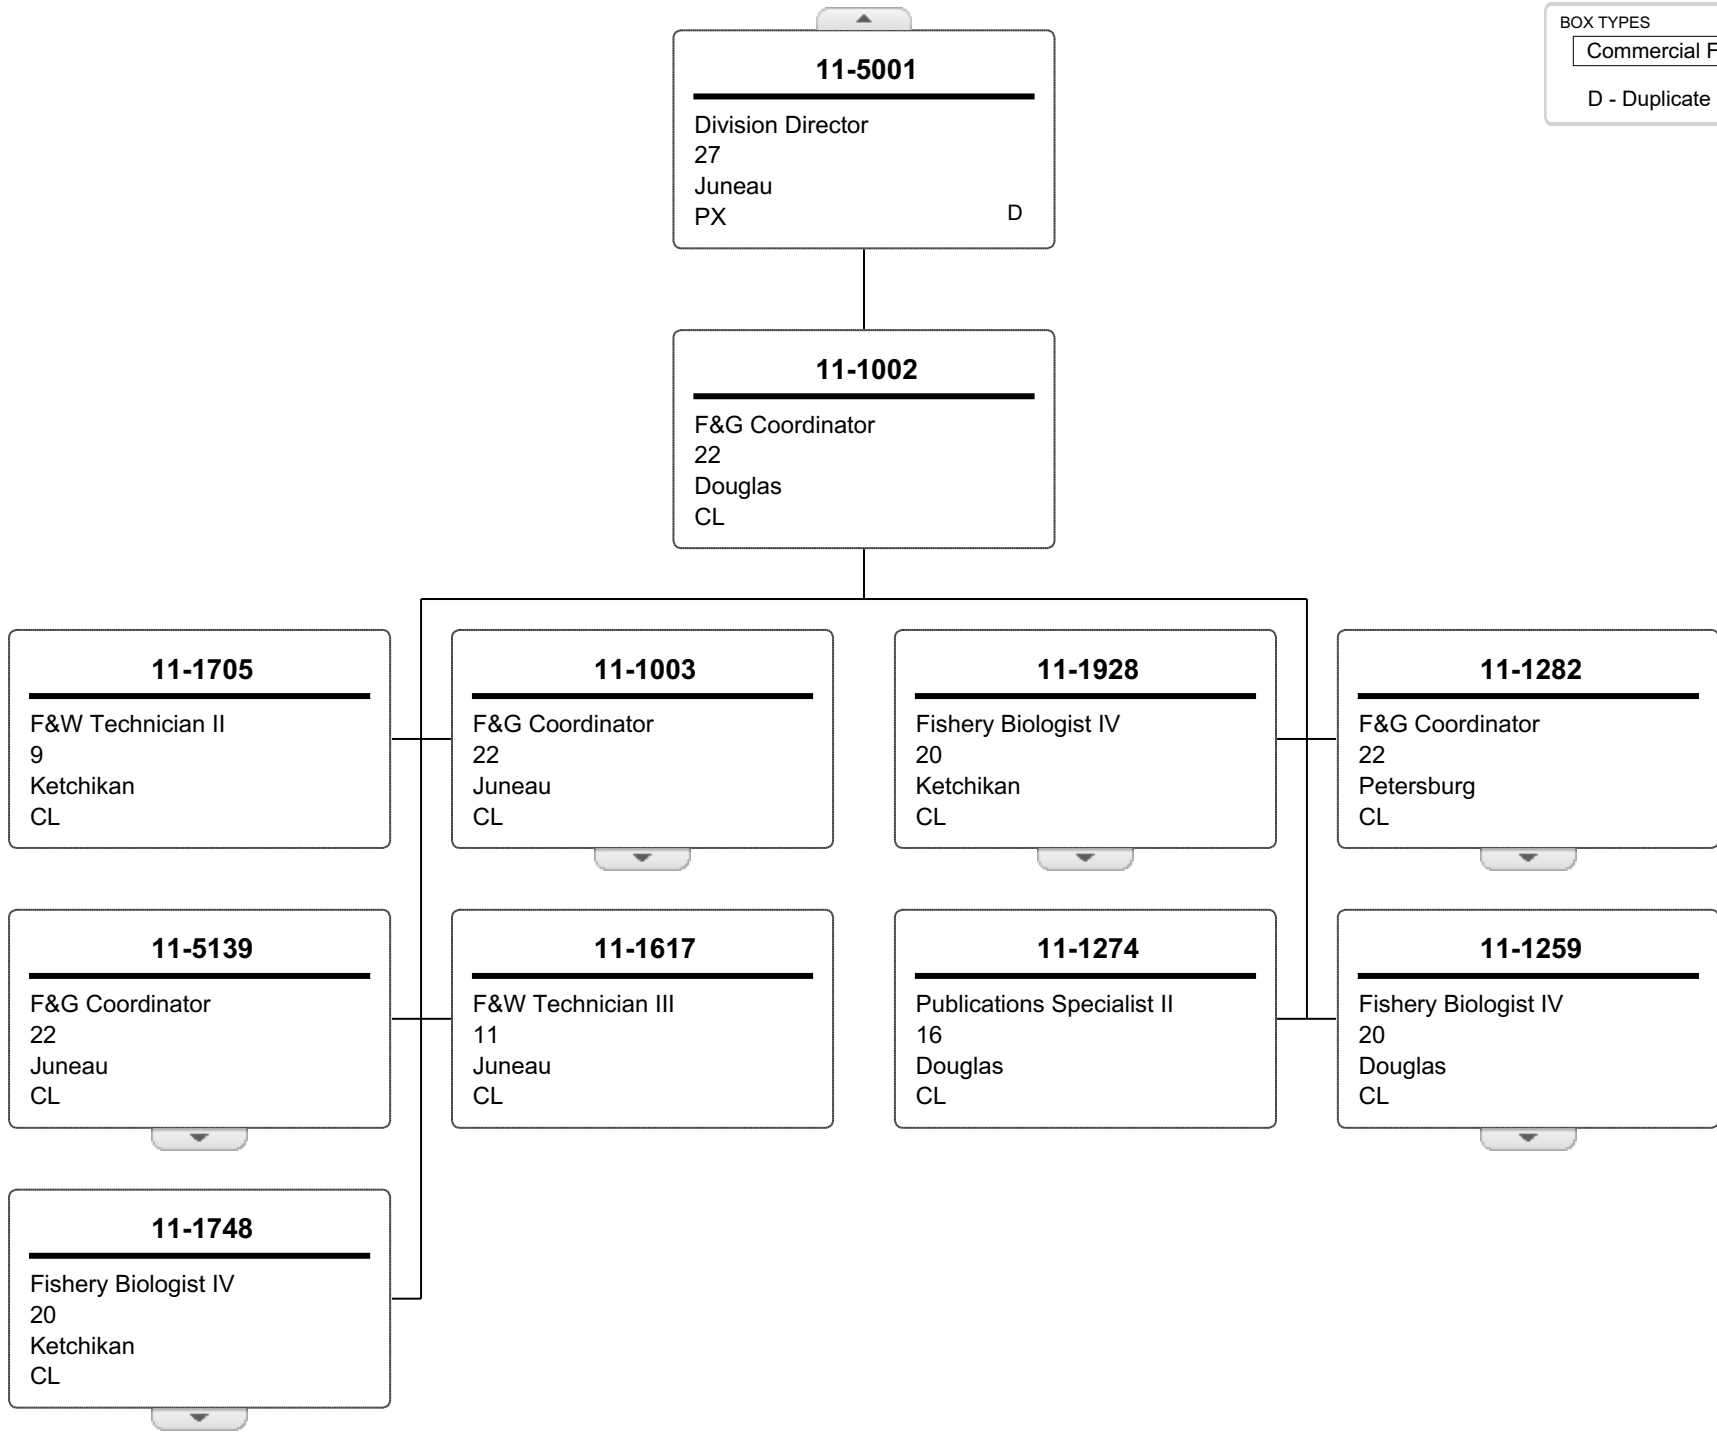 BOX TYPES
Commercial F
D - Duplicate
11-5001
Division Director
27
Juneau
PX
D
11-1002
F&G Coordinator
22
Douglas
CL
11-1705
F&W Technician II
9
Ketchikan
CL
11-1003
F&G Coordinator
22
Juneau
CL
11-1928
Fishery Biologist IV
20
Ketchikan
CL
11-1282
F&G Coordinator
22
Petersburg
CL
11-5139
F&G Coordinator
22
Juneau
CL
11-1617
F&W Technician III
11
Juneau
CL
11-1274
Publications Specialist II
16
Douglas
CL
11-1259
Fishery Biologist IV
20
Douglas
CL
11-1748
Fishery Biologist IV
20
Ketchikan
CL